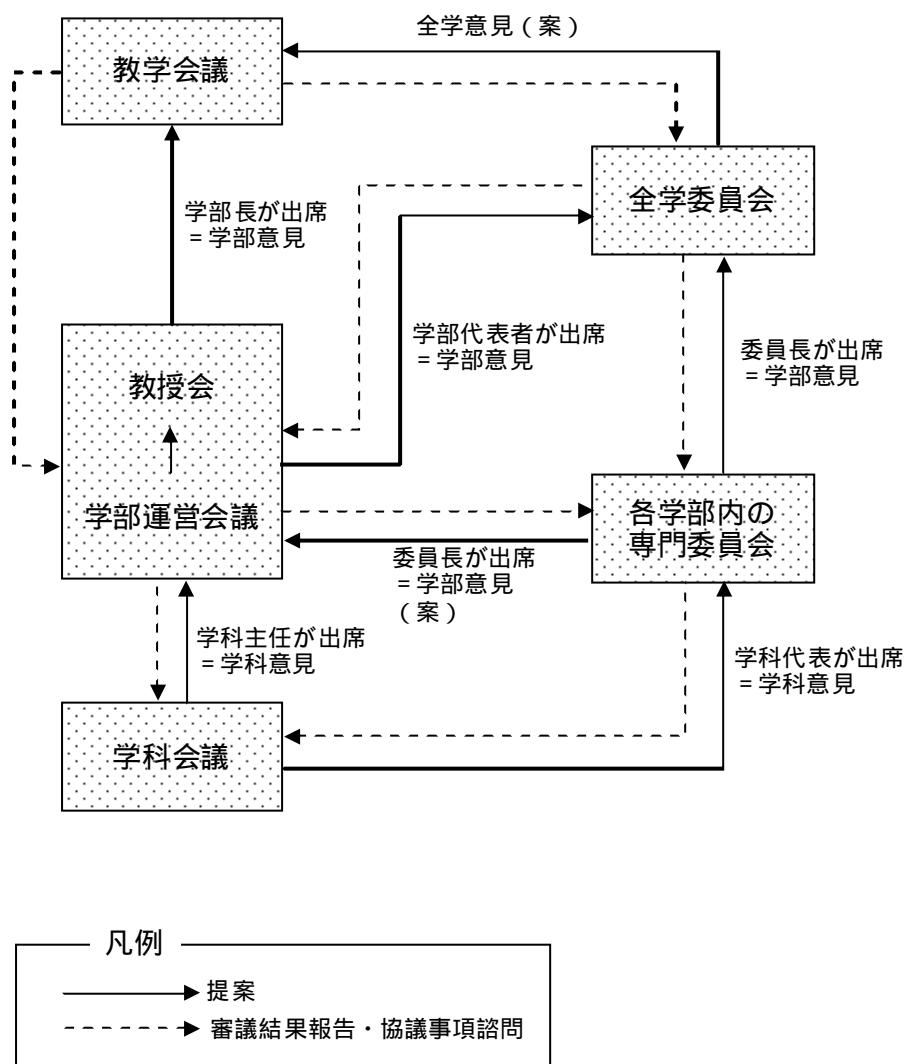 全学意見（案）
教学会議
全学委員会
学部長が出席
＝学部意見
学部代表者が出席
＝学部意見
委員長が出席
＝学部意見
教授会
学部運営会議
各学部内の
専門委員会
委員長が出席
＝学部意見
（案）
学科主任が出席
＝学科意見
学科代表が出席
＝学科意見
学科会議
凡例
提案
審議結果報告・協議事項諮問